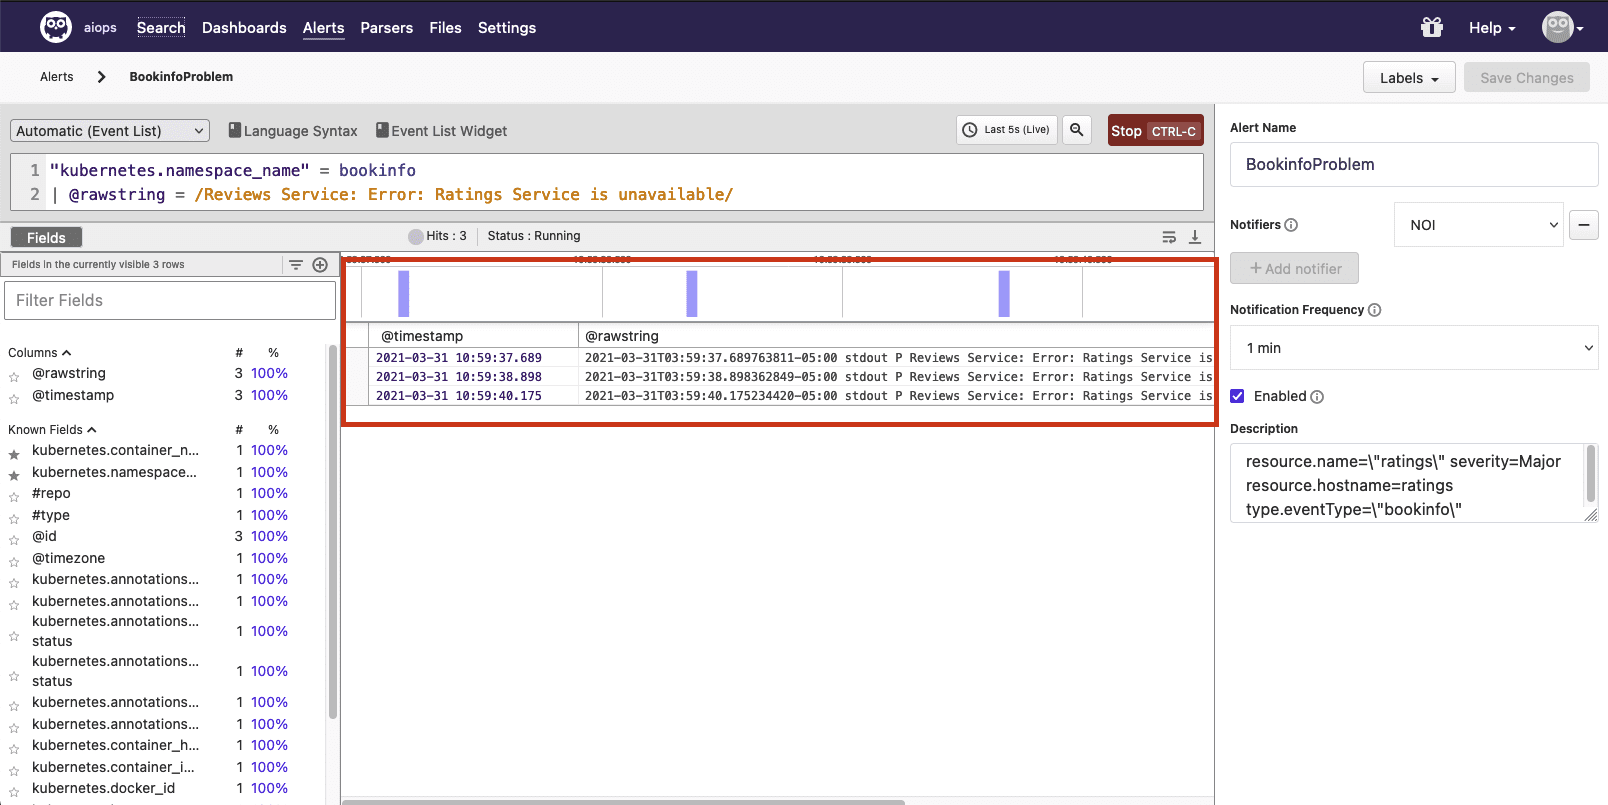 aiops Search Dashboards Alerts Parsers Files Settings Help
Alerts BookinfoProblem Labels Save Changes
Automatic (Event List) Language Syntax Event List Widget Last 5s (Live) Stop CTRL-C
1 "kubernetes.namespace_name" = bookinfo
2 | @rawstring = /Reviews Service: Error: Ratings Service is unavailable/
Fields Hits : 3 Status : Running
Fields in the currently visible 3 rows
Filter Fields
Columns # %
@rawstring 3 100%
@timestamp 3 100%
Known Fields # %
kubernetes.container_n... 1 100%
kubernetes.namespace... 1 100%
#repo 1 100%
#type 1 100%
@id 3 100%
@timezone 1 100%
kubernetes.annotations... 1 100%
kubernetes.annotations... 1 100%
kubernetes.annotations...
status 1 100%
kubernetes.annotations...
status 1 100%
kubernetes.annotations... 1 100%
kubernetes.annotations... 1 100%
kubernetes.container_h... 1 100%
kubernetes.container_i... 1 100%
kubernetes.docker_id 1 100%
@timestamp @rawstring
2021-03-31 10:59:37.689 2021-03-31T03:59:37.689763811-05:00 stdout P Reviews Service: Error: Ratings Service is
2021-03-31 10:59:38.898 2021-03-31T03:59:38.898362849-05:00 stdout P Reviews Service: Error: Ratings Service is
2021-03-31 10:59:40.175 2021-03-31T03:59:40.175234420-05:00 stdout P Reviews Service: Error: Ratings Service is
Alert Name
BookinfoProblem
Notifiers NOI
Add notifier
Notification Frequency
1 min
Enabled
Description
resource.name=\"ratings\" severity=Major
resource.hostname=ratings
type.eventType=\"bookinfo\"